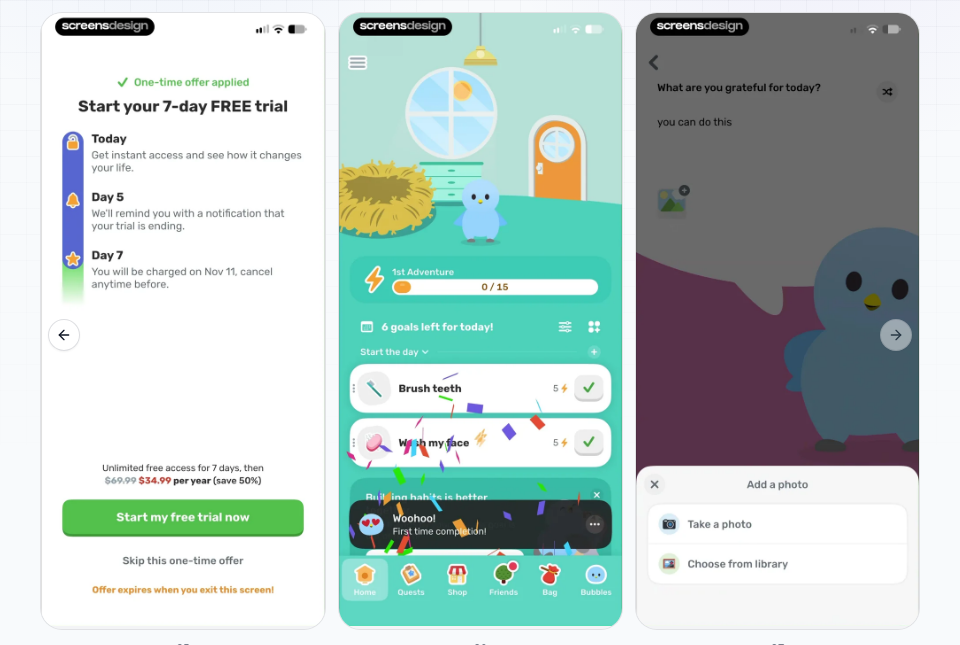 screensdesign
One-time offer applied
Start your 7-day FREE trial
Today
Get instant access and see how it changes
your life.
Day 5
We'll remind you with a notification that
your trial is ending.
Day 7
You will be charged on Nov 11, cancel
anytime before.
Unlimited free access for 7 days, then
$69.99 $34.99 per year (save 50%)
Start my free trial now
Skip this one-time offer
Offer expires when you exit this screen!
screensdesign
1st Adventure
0 / 15
6 goals left for today!
Start the day
Brush teeth
5
Wash my face
5
Building habits is better
Woohoo!
First time completion!
Home
Quests
Shop
Friends
Bag
Bubbles
screensdesign
What are you grateful for today?
you can do this
Add a photo
Take a photo
Choose from library